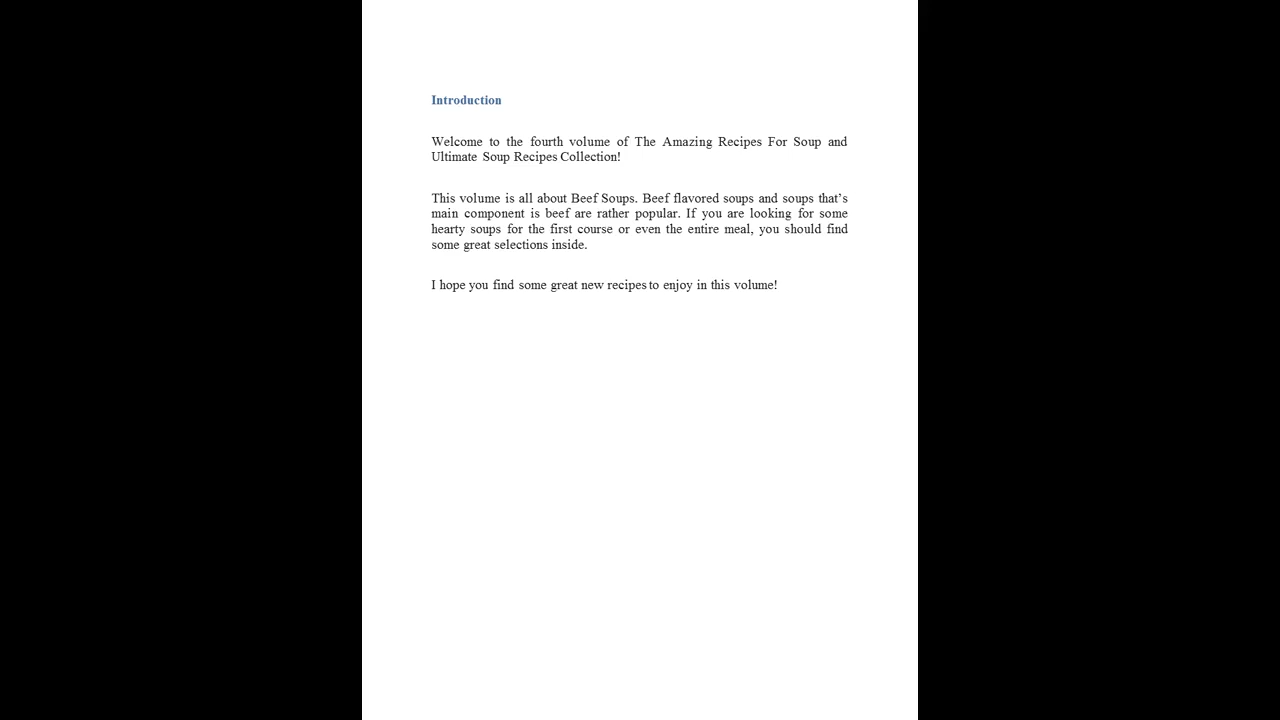 Introduction
Welcome to the fourth volume of The Amazing Recipes For Soup and
Ultimate Soup Recipes Collection!
This volume is all about Beef Soups. Beef flavored soups and soups that’s
main component is beef are rather popular. If you are looking for some
hearty soups for the first course or even the entire meal, you should find
some great selections inside.
I hope you find some great new recipes to enjoy in this volume!